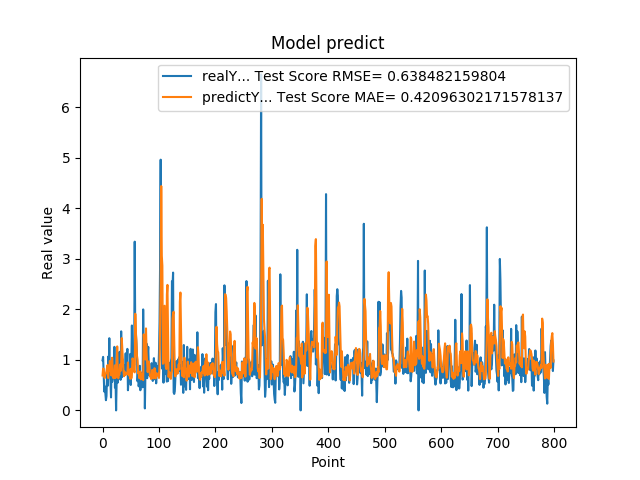 Model predict
realY... Test Score RMSE= 0.638482159804
predictY... Test Score MAE= 0.42096302171578137
Real value
6
5
4
3
2
1
0
0 100 200 300 400 500 600 700 800
Point